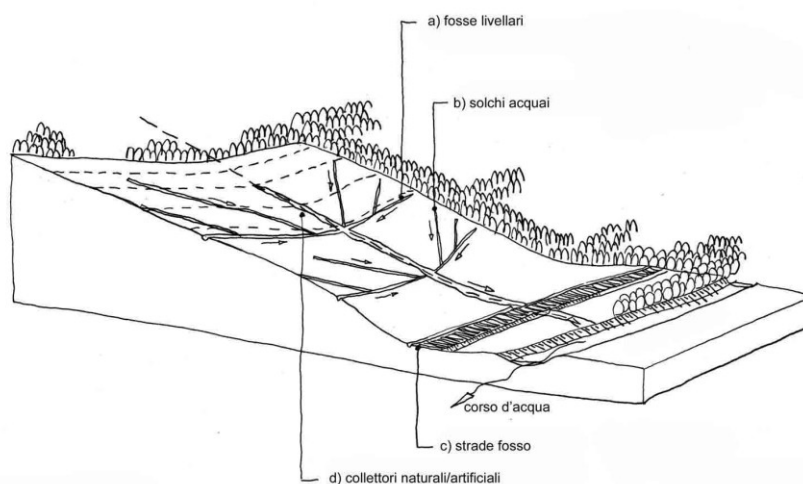 a) fosse livellari
b) solchi acquai
corso d'acqua
c) strade fosso
d) collettori naturali/artificiali